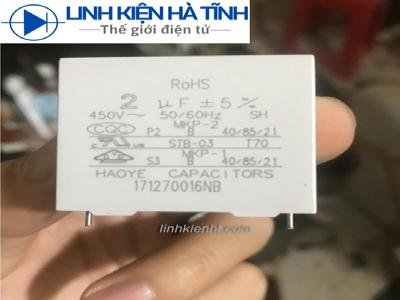 LINH KIỆN HÀ TĨNH
Thế giới điện tử
RoHS
2 μF ±5%
450V~ 50/60Hz SH
MKP-2
CQC P2 B 40/85/21
STB-03 T70
MKP-1
S3 B 40/85/21
HAOYE CAPACITORS
171270016NB
linhkienht.com